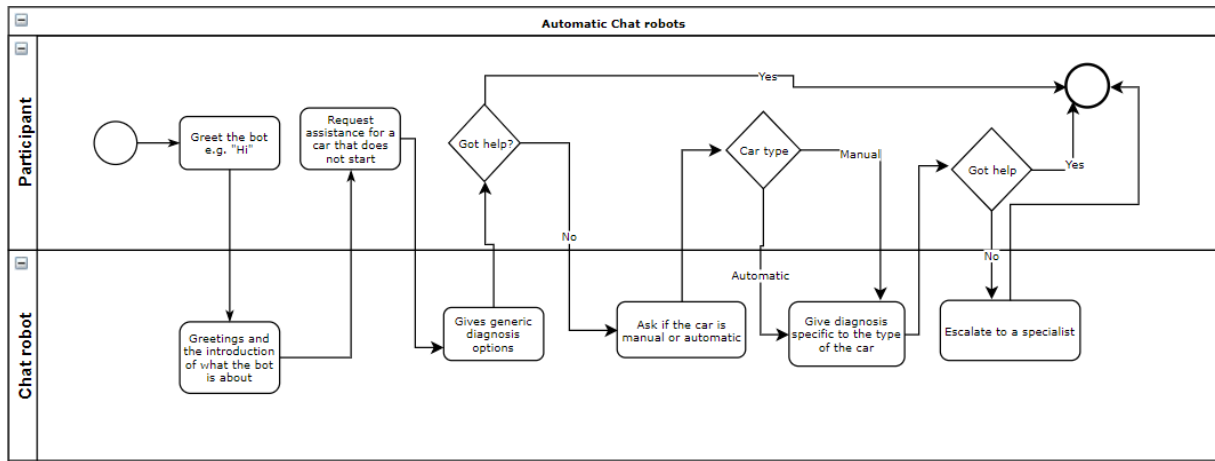 Automatic Chat robots
Participant
Greet the bot
e.g. "Hi"
Request
assistance for a
car that does
not start
Got help?
Yes
No
Car type
Manual
Automatic
Got help
Yes
No
Chat robot
Greetings and
the introduction
of what the bot
is about
Gives generic
diagnosis
options
Ask if the car is
manual or automatic
Give diagnosis
specific to the type
of the car
Escalate to a specialist